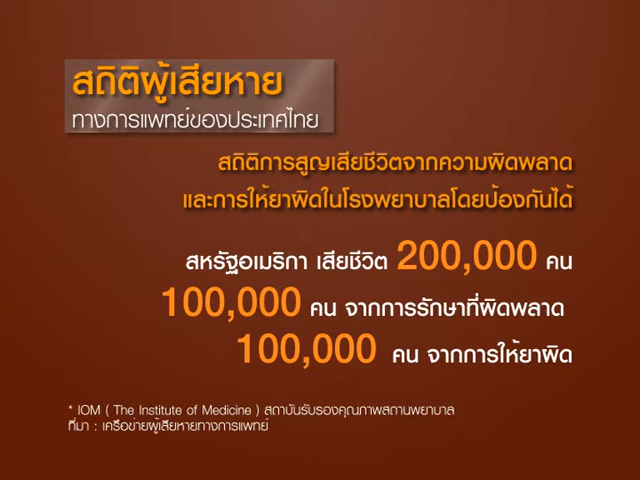 สถิติผู้เสียหาย
ทางการแพทย์ของประเทศไทย
สถิติการสูญเสียชีวิตจากความผิดพลาด
และการให้ยาผิดในโรงพยาบาลโดยป้องกันได้
สหรัฐอเมริกา เสียชีวิต 200,000 คน
100,000 คน จากการรักษาที่ผิดพลาด
100,000 คน จากการให้ยาผิด
* IOM ( The Institute of Medicine ) สถาบันรับรองคุณภาพสถานพยาบาล
ที่มา : เครือข่ายผู้เสียหายทางการแพทย์